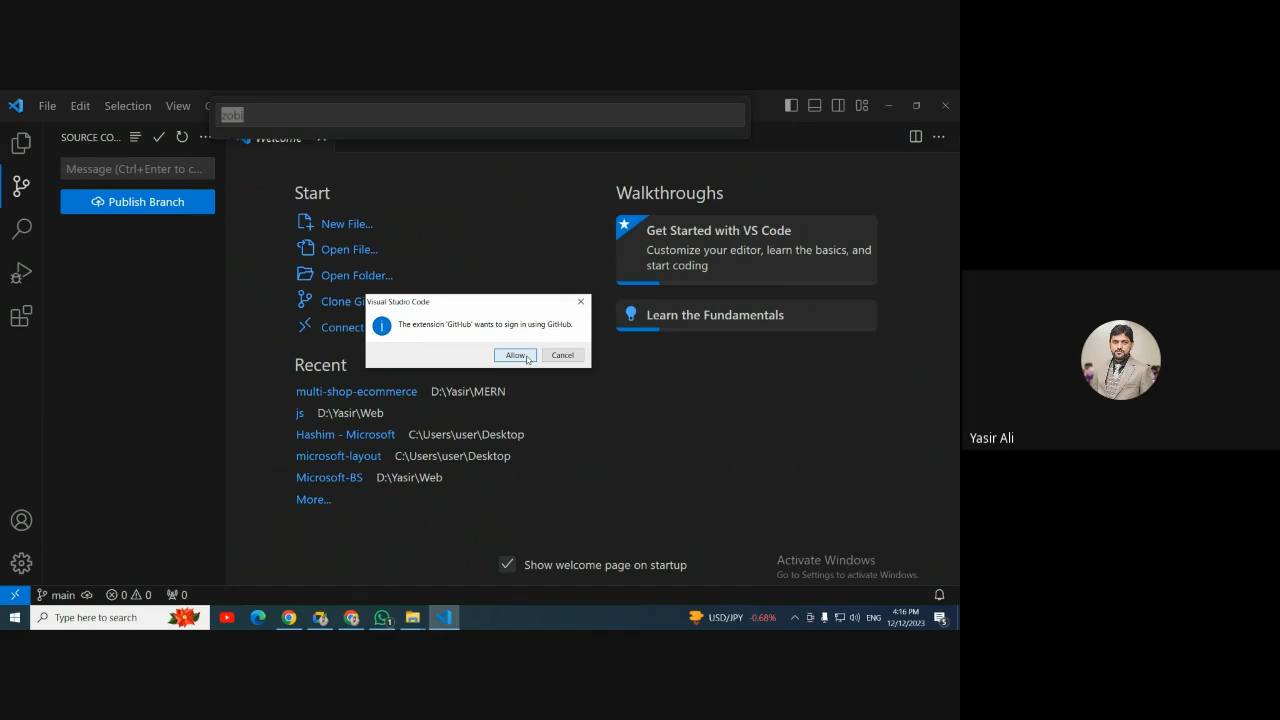 zobi
File Edit Selection View G
SOURCE CO...
Welcome
Message (Ctrl+Enter to c...
Publish Branch
Start
New File...
Open File...
Open Folder...
Clone Gi
Connect
Recent
multi-shop-ecommerce D:\Yasir\MERN
js D:\Yasir\Web
Hashim - Microsoft C:\Users\user\Desktop
microsoft-layout C:\Users\user\Desktop
Microsoft-BS D:\Yasir\Web
More...
Walkthroughs
Get Started with VS Code
Customize your editor, learn the basics, and
start coding
Learn the Fundamentals
Visual Studio Code
The extension 'GitHub' wants to sign in using GitHub.
Allow Cancel
Show welcome page on startup
Activate Windows
Go to Settings to activate Windows.
main 0 0 0
Type here to search
1
USD/JPY -0.68%
ENG
4:16 PM
12/12/2023
5
Yasir Ali